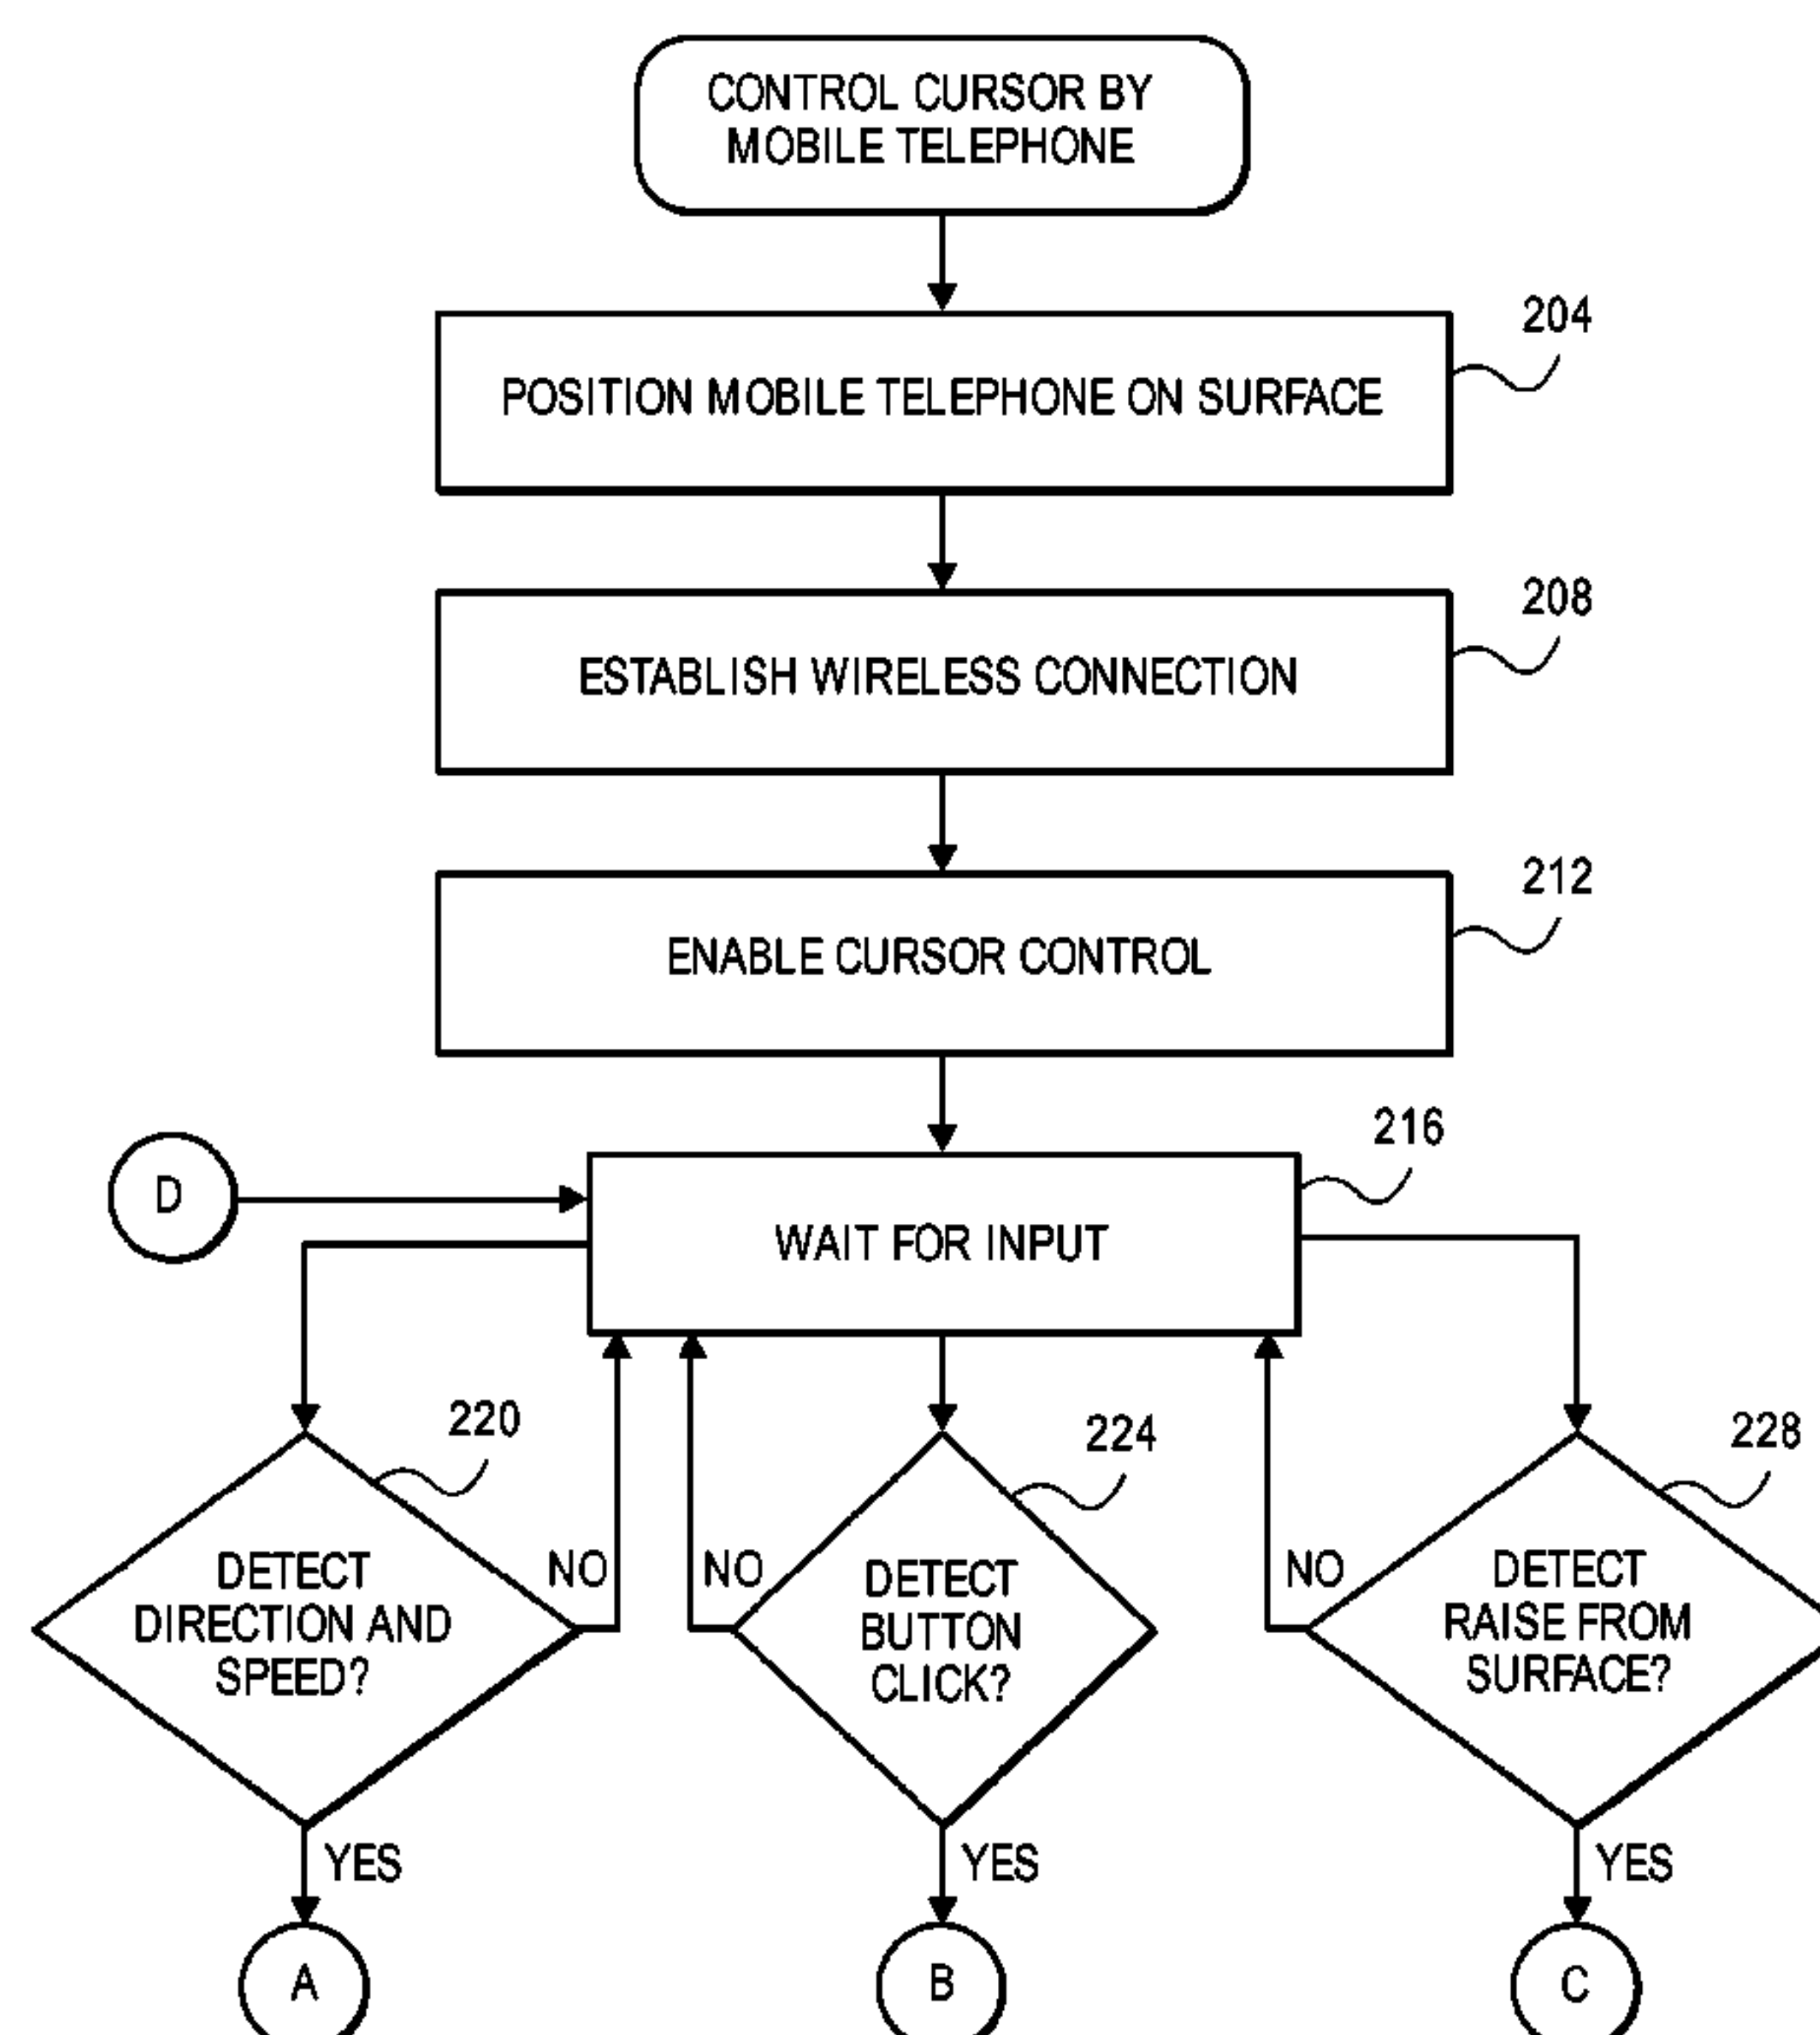 CONTROL CURSOR BY
MOBILE TELEPHONE
204
POSITION MOBILE TELEPHONE ON SURFACE
208
ESTABLISH WIRELESS CONNECTION
212
ENABLE CURSOR CONTROL
216
D
WAIT FOR INPUT
220
224
228
DETECT
DIRECTION AND
SPEED?
NO
NO
DETECT
BUTTON
CLICK?
NO
DETECT
RAISE FROM
SURFACE?
YES
YES
YES
A
B
C